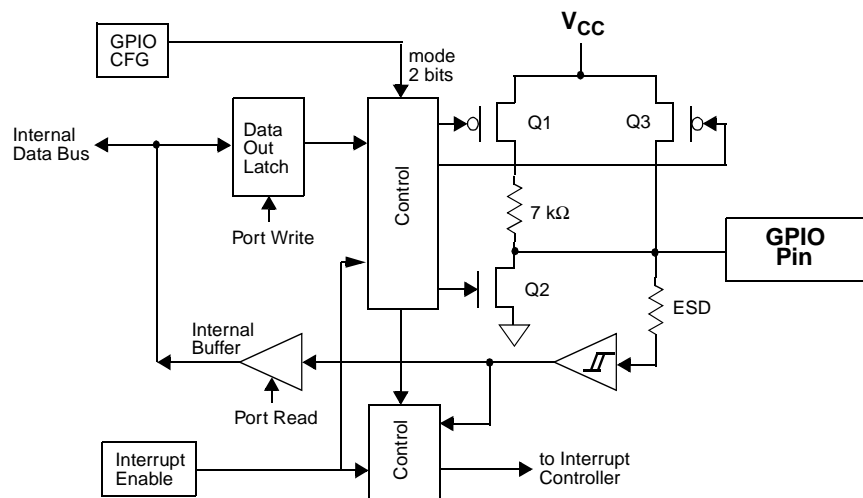 GPIO
CFG
mode
2 bits
VCC
Internal
Data Bus
Data
Out
Latch
Control
Q1
Q3
7 kΩ
Port Write
GPIO
Pin
Q2
ESD
Internal
Buffer
Port Read
Interrupt
Enable
Control
to Interrupt
Controller